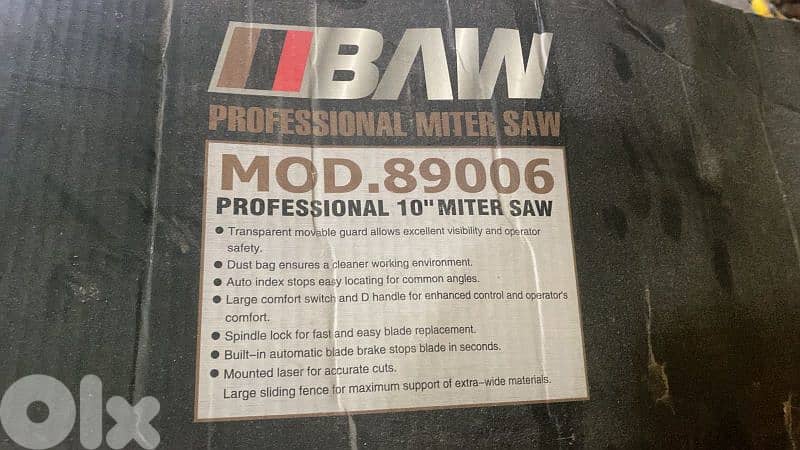 BAW
PROFESSIONAL MITER SAW
MOD.89006
PROFESSIONAL 10" MITER SAW
● Transparent movable guard allows excellent visibility and operator
safety.
● Dust bag ensures a cleaner working environment.
● Auto index stops easy locating for common angles.
● Large comfort switch and D handle for enhanced control and operator's
comfort.
● Spindle lock for fast and easy blade replacement.
● Built-in automatic blade brake stops blade in seconds.
● Mounted laser for accurate cuts.
Large sliding fence for maximum support of extra-wide materials.
OLX